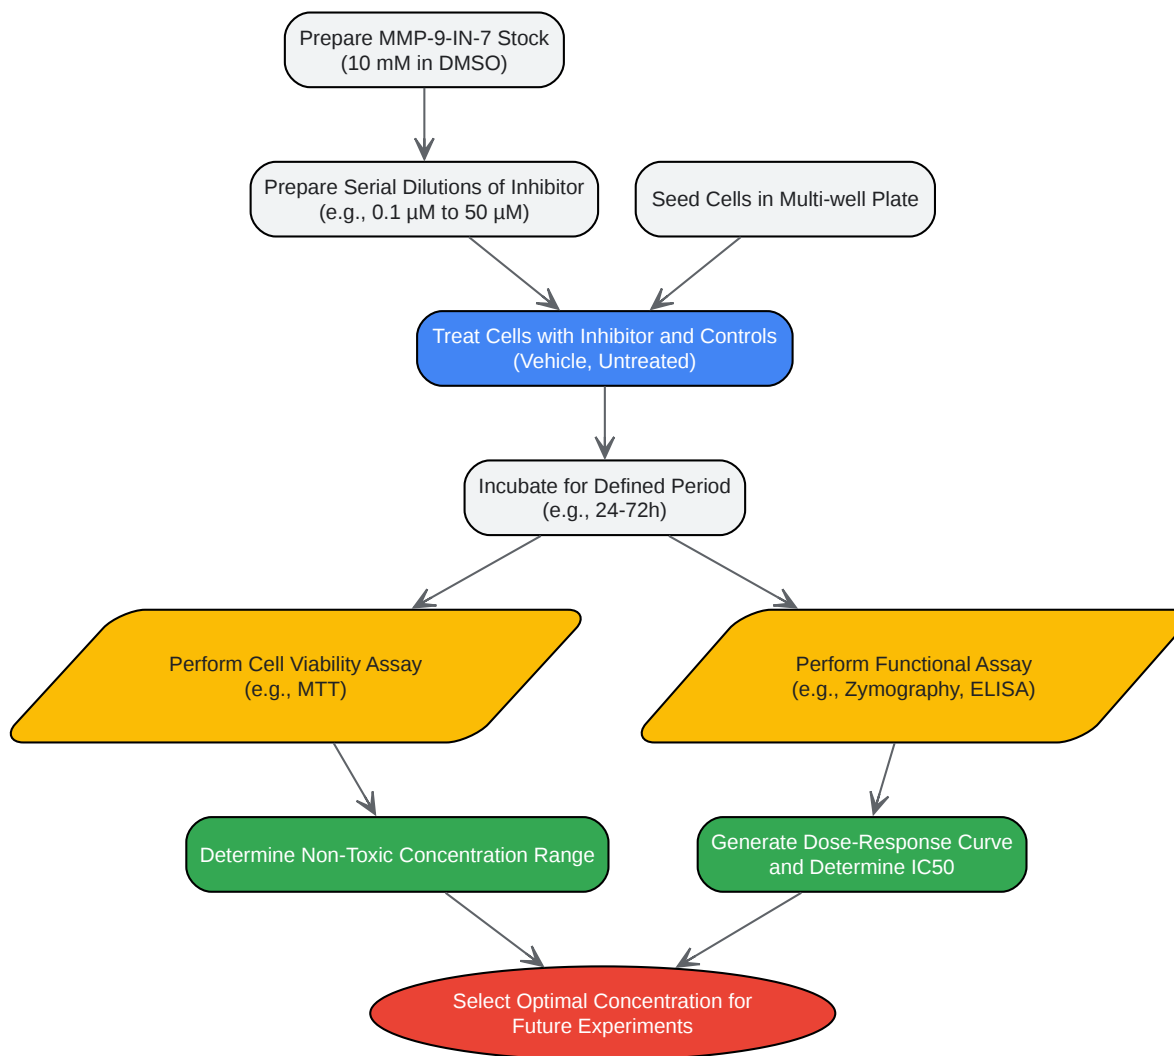 Prepare MMP-9-IN-7 Stock
(10 mM in DMSO)
Prepare Serial Dilutions of Inhibitor
(e.g., 0.1 µM to 50 µM)
Seed Cells in Multi-well Plate
Treat Cells with Inhibitor and Controls
(Vehicle, Untreated)
Incubate for Defined Period
(e.g., 24-72h)
Perform Cell Viability Assay
(e.g., MTT)
Perform Functional Assay
(e.g., Zymography, ELISA)
Determine Non-Toxic Concentration Range
Generate Dose-Response Curve
and Determine IC50
Select Optimal Concentration for
Future Experiments